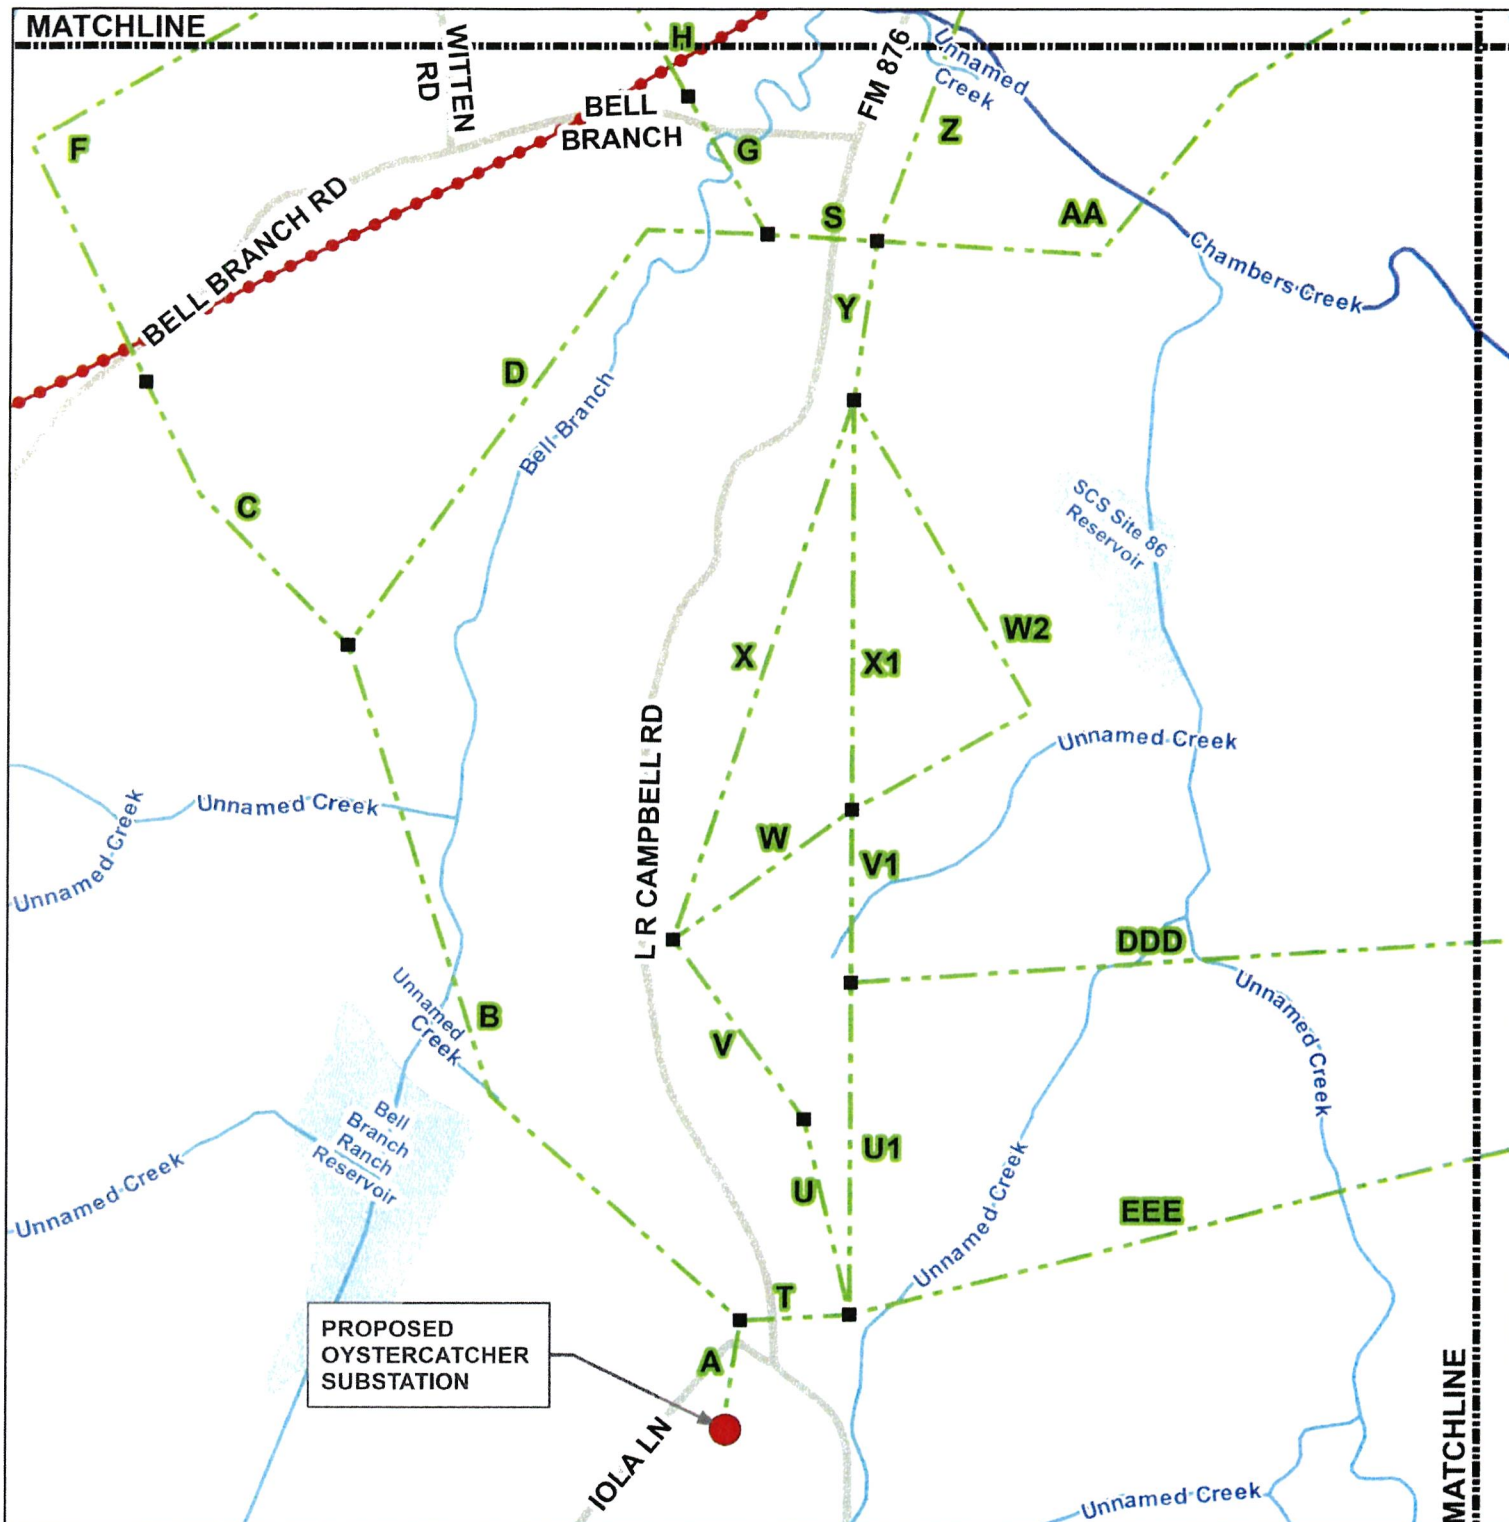 MATCHLINE
H
WITTEN
RD
FM 876
Unnamed
Creek
BELL
BRANCH
Z
F
G
BELL BRANCH RD
S
AA
Chambers Creek
Y
D
Bell Branch
C
SCS Site 86
Reservoir
X
X1
W2
L R CAMPBELL RD
Unnamed Creek
Unnamed Creek
Unnamed Creek
W
V1
DDD
Unnamed
Creek
B
Unnamed Creek
V
Bell
Branch
Ranch
Reservoir
Unnamed Creek
U1
U
Unnamed Creek
EEE
T
PROPOSED
OYSTERCATCHER
SUBSTATION
A
IOLA LN
MATCHLINE
Unnamed Creek